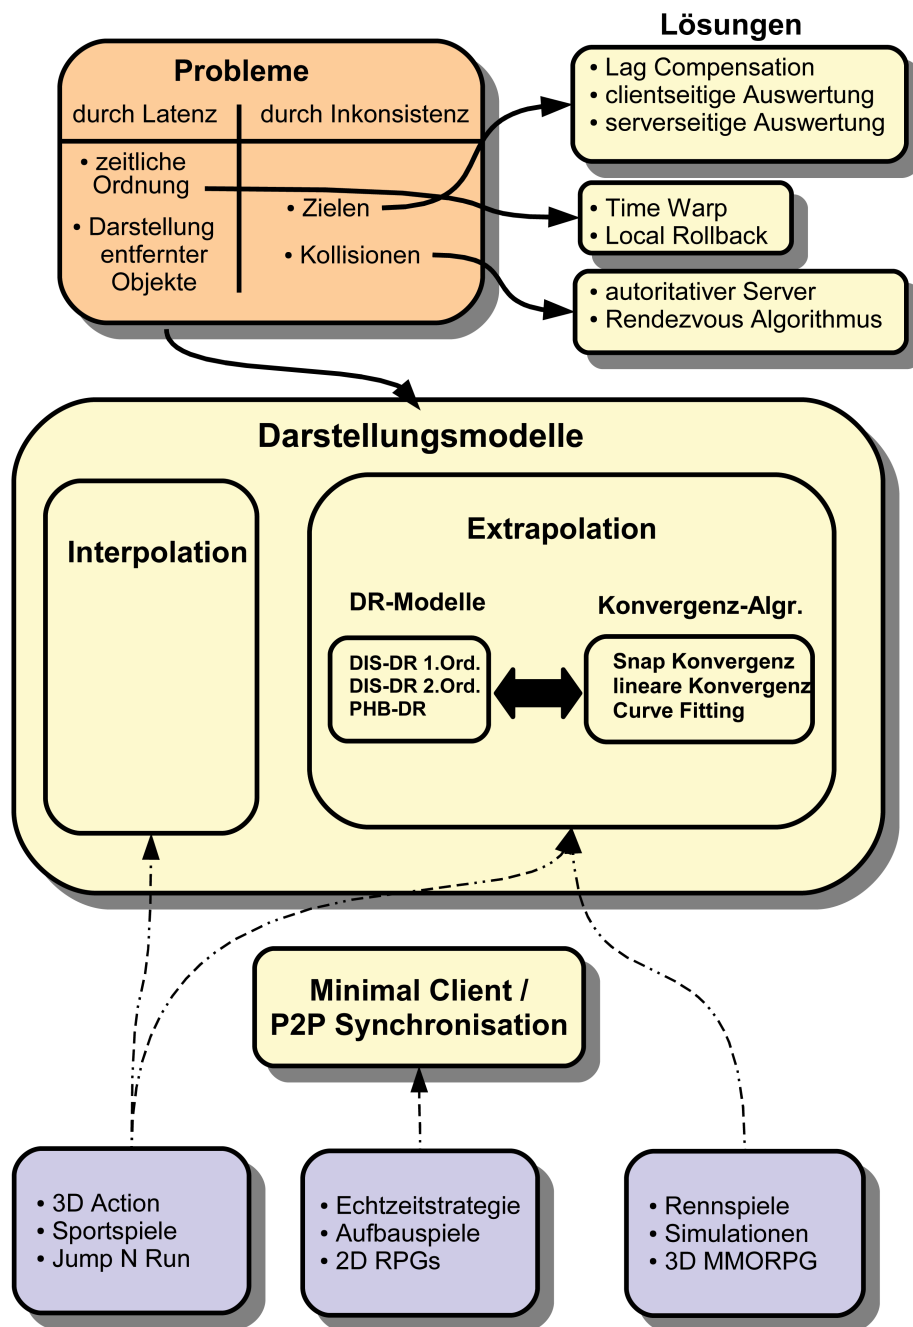 Lösungen
Probleme
durch Latenz
durch Inkonsistenz
• zeitliche
Ordnung
• Darstellung
entfernter
Objekte
• Zielen
• Kollisionen
• Lag Compensation
• clientseitige Auswertung
• serverseitige Auswertung
• Time Warp
• Local Rollback
• autoritativer Server
• Rendezvous Algorithmus
Darstellungsmodelle
Interpolation
Extrapolation
DR-Modelle
DIS-DR 1.Ord.
DIS-DR 2.Ord.
PHB-DR
Konvergenz-Algr.
Snap Konvergenz
lineare Konvergenz
Curve Fitting
Minimal Client /
P2P Synchronisation
• 3D Action
• Sportspiele
• Jump N Run
• Echtzeitstrategie
• Aufbauspiele
• 2D RPGs
• Rennspiele
• Simulationen
• 3D MMORPG